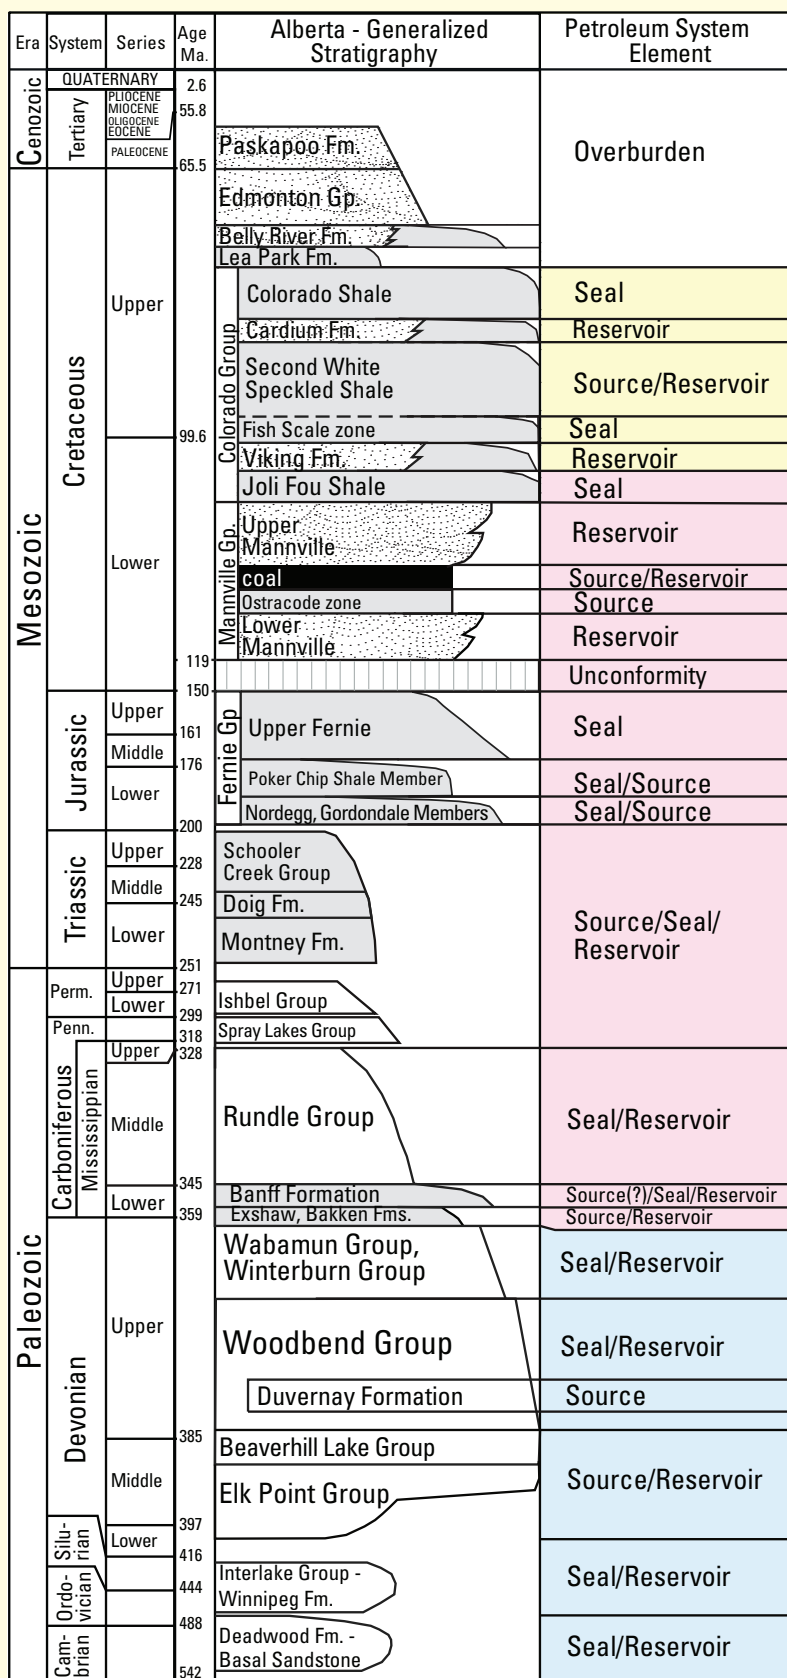 Era
System
Series
Age
Ma.
Alberta - Generalized
Stratigraphy
Petroleum System
Element
Cenozoic
QUATERNARY
2.6
Tertiary
PLIOCENE
MIOCENE
OLIGOCENE
EOCENE
55.8
PALEOCENE
65.5
Paskapoo Fm.
Overburden
Edmonton Gp.
Belly River Fm.
Lea Park Fm.
Mesozoic
Cretaceous
Upper
Colorado Group
Colorado Shale
Seal
Cardium Fm.
Reservoir
Second White
Speckled Shale
Source/Reservoir
99.6
Fish Scale zone
Seal
Viking Fm.
Reservoir
Joli Fou Shale
Seal
Lower
Mannville Gp.
Upper
Mannville
Reservoir
coal
Source/Reservoir
Ostracode zone
Source
Lower
Mannville
Reservoir
119
Unconformity
150
Jurassic
Upper
161
Middle
176
Lower
200
Fernie Gp
Upper Fernie
Seal
Poker Chip Shale Member
Seal/Source
Nordegg, Gordondale Members
Seal/Source
Triassic
Upper
228
Middle
245
Lower
251
Schooler
Creek Group
Doig Fm.
Montney Fm.
Source/Seal/
Reservoir
Paleozoic
Perm.
Upper
271
Lower
299
Ishbel Group
Penn.
318
Spray Lakes Group
Carboniferous
Mississippian
Upper
328
Middle
Rundle Group
Seal/Reservoir
345
Lower
Banff Formation
Source(?)/Seal/Reservoir
359
Exshaw, Bakken Fms.
Source/Reservoir
Devonian
Upper
Wabamun Group,
Winterburn Group
Seal/Reservoir
Woodbend Group
Seal/Reservoir
Duvernay Formation
Source
385
Beaverhill Lake Group
Middle
Elk Point Group
Source/Reservoir
397
Silu-
rian
Lower
416
Ordo-
vician
444
Interlake Group -
Winnipeg Fm.
Seal/Reservoir
488
Cam-
brian
Deadwood Fm. -
Basal Sandstone
Seal/Reservoir
542